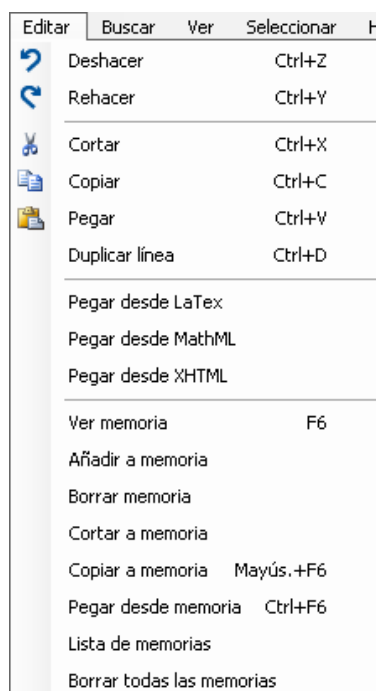 Editar Buscar Ver Seleccionar H
Deshacer Ctrl+Z
Rehacer Ctrl+Y
Cortar Ctrl+X
Copiar Ctrl+C
Pegar Ctrl+V
Duplicar línea Ctrl+D
Pegar desde LaTex
Pegar desde MathML
Pegar desde XHTML
Ver memoria F6
Añadir a memoria
Borrar memoria
Cortar a memoria
Copiar a memoria Mayús.+F6
Pegar desde memoria Ctrl+F6
Lista de memorias
Borrar todas las memorias